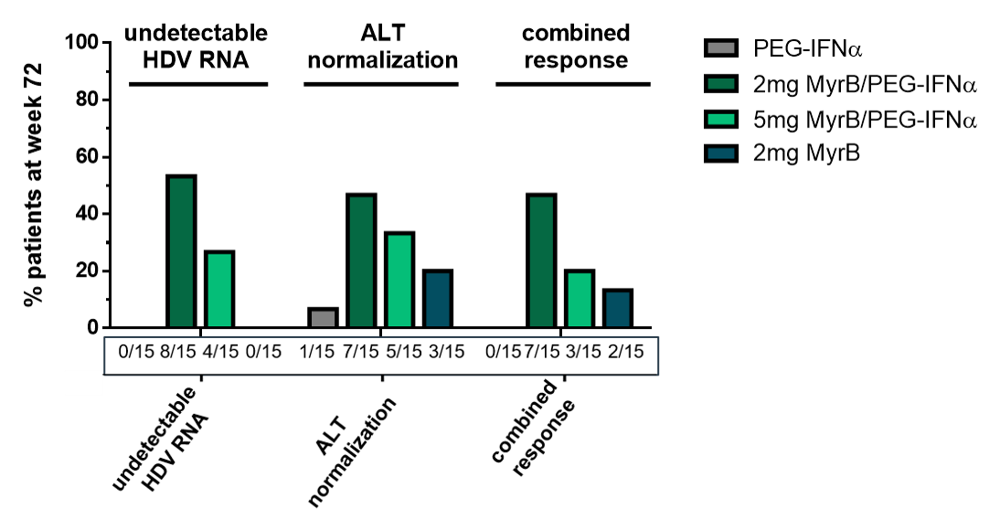 undetectable
HDV RNA
ALT
normalization
combined
response
PEG-IFNα
2mg MyrB/PEG-IFNα
5mg MyrB/PEG-IFNα
2mg MyrB
% patients at week 72
100
80
60
40
20
0
0/15 8/15 4/15 0/15 1/15 7/15 5/15 3/15 0/15 7/15 3/15 2/15
undetectable
HDV RNA
ALT
normalization
combined
response